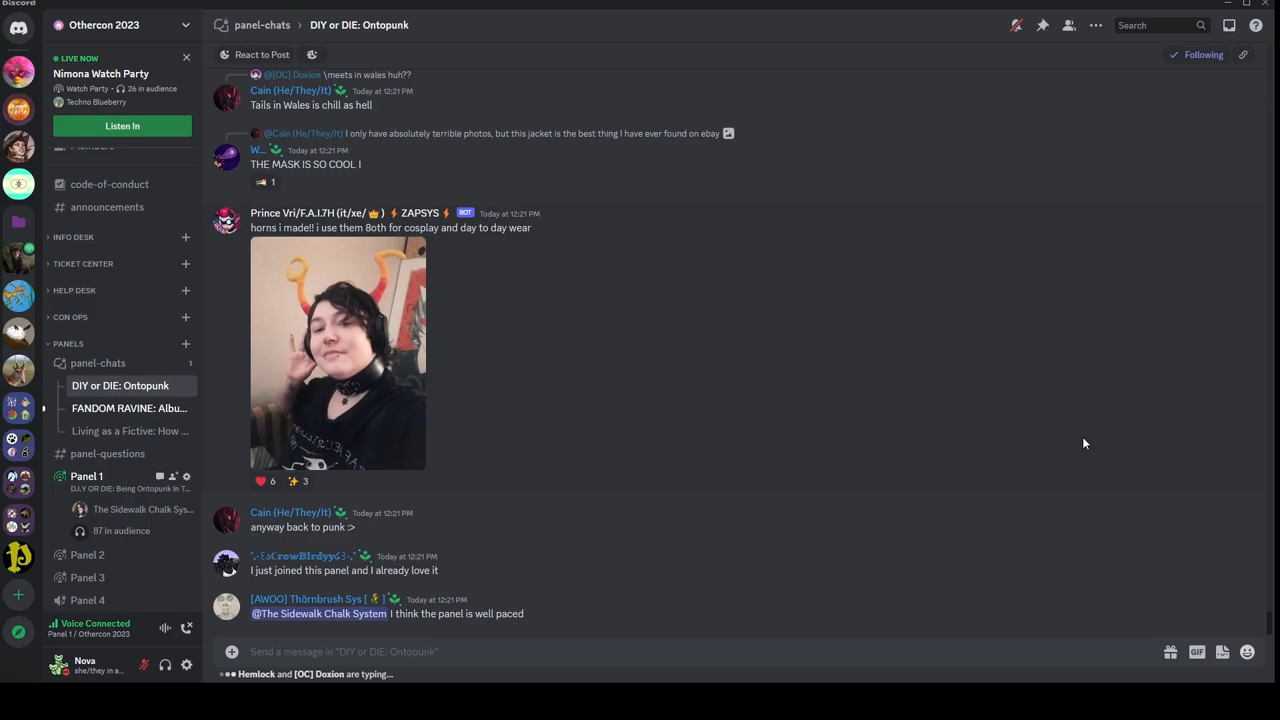 Discord
Othercon 2023
panel-chats
DIY or DIE: Ontopunk
Search
LIVE NOW
Nimona Watch Party
Watch Party • 26 in audience
Techno Blueberry
Listen In
code-of-conduct
announcements
INFO DESK
TICKET CENTER
HELP DESK
CON OPS
PANELS
panel-chats 1
DIY or DIE: Ontopunk
FANDOM RAVINE: Albu...
Living as a Fictive: How ...
panel-questions
Panel 1
D.I.Y OR DIE: Being Ontopunk In T...
The Sidewalk Chalk Sys...
87 in audience
Panel 2
Panel 3
Panel 4
Voice Connected
Panel 1 / Othercon 2023
Nova
she/they in a...
React to Post
Following
@[OC] Doxion \meets in wales huh??
Cain (He/They/It) Today at 12:21 PM
Tails in Wales is chill as hell
@Cain (He/They/It) I only have absolutely terrible photos, but this jacket is the best thing I have ever found on ebay
W... Today at 12:21 PM
THE MASK IS SO COOL !
1
Prince Vri/F.A.I.7H (it/xe/👑) ⚡ ZAPSYS ⚡ BOT Today at 12:21 PM
horns i made!! i use them 8oth for cosplay and day to day wear
6 3
Cain (He/They/It) Today at 12:21 PM
anyway back to punk :>
CrowBirdyy Today at 12:21 PM
I just joined this panel and I already love it
[AWOO] Thörnbrush Sys [ ] Today at 12:21 PM
@The Sidewalk Chalk System I think the panel is well paced
Send a message in "DIY or DIE: Ontopunk"
GIF
Hemlock and [OC] Doxion are typing...